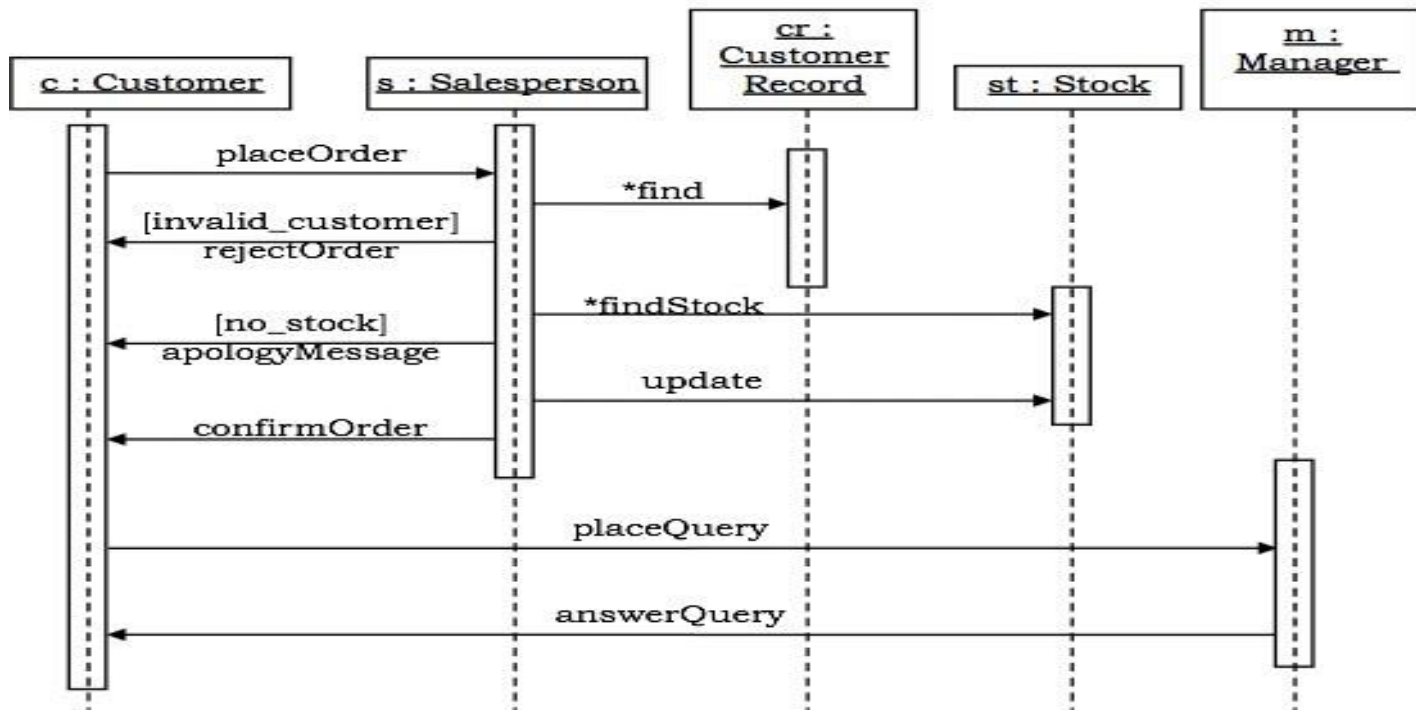 c : Customer
s : Salesperson
cr :
Customer
Record
st : Stock
m :
Manager
placeOrder
*find
[invalid_customer]
rejectOrder
*findStock
[no_stock]
apologyMessage
update
confirmOrder
placeQuery
answerQuery